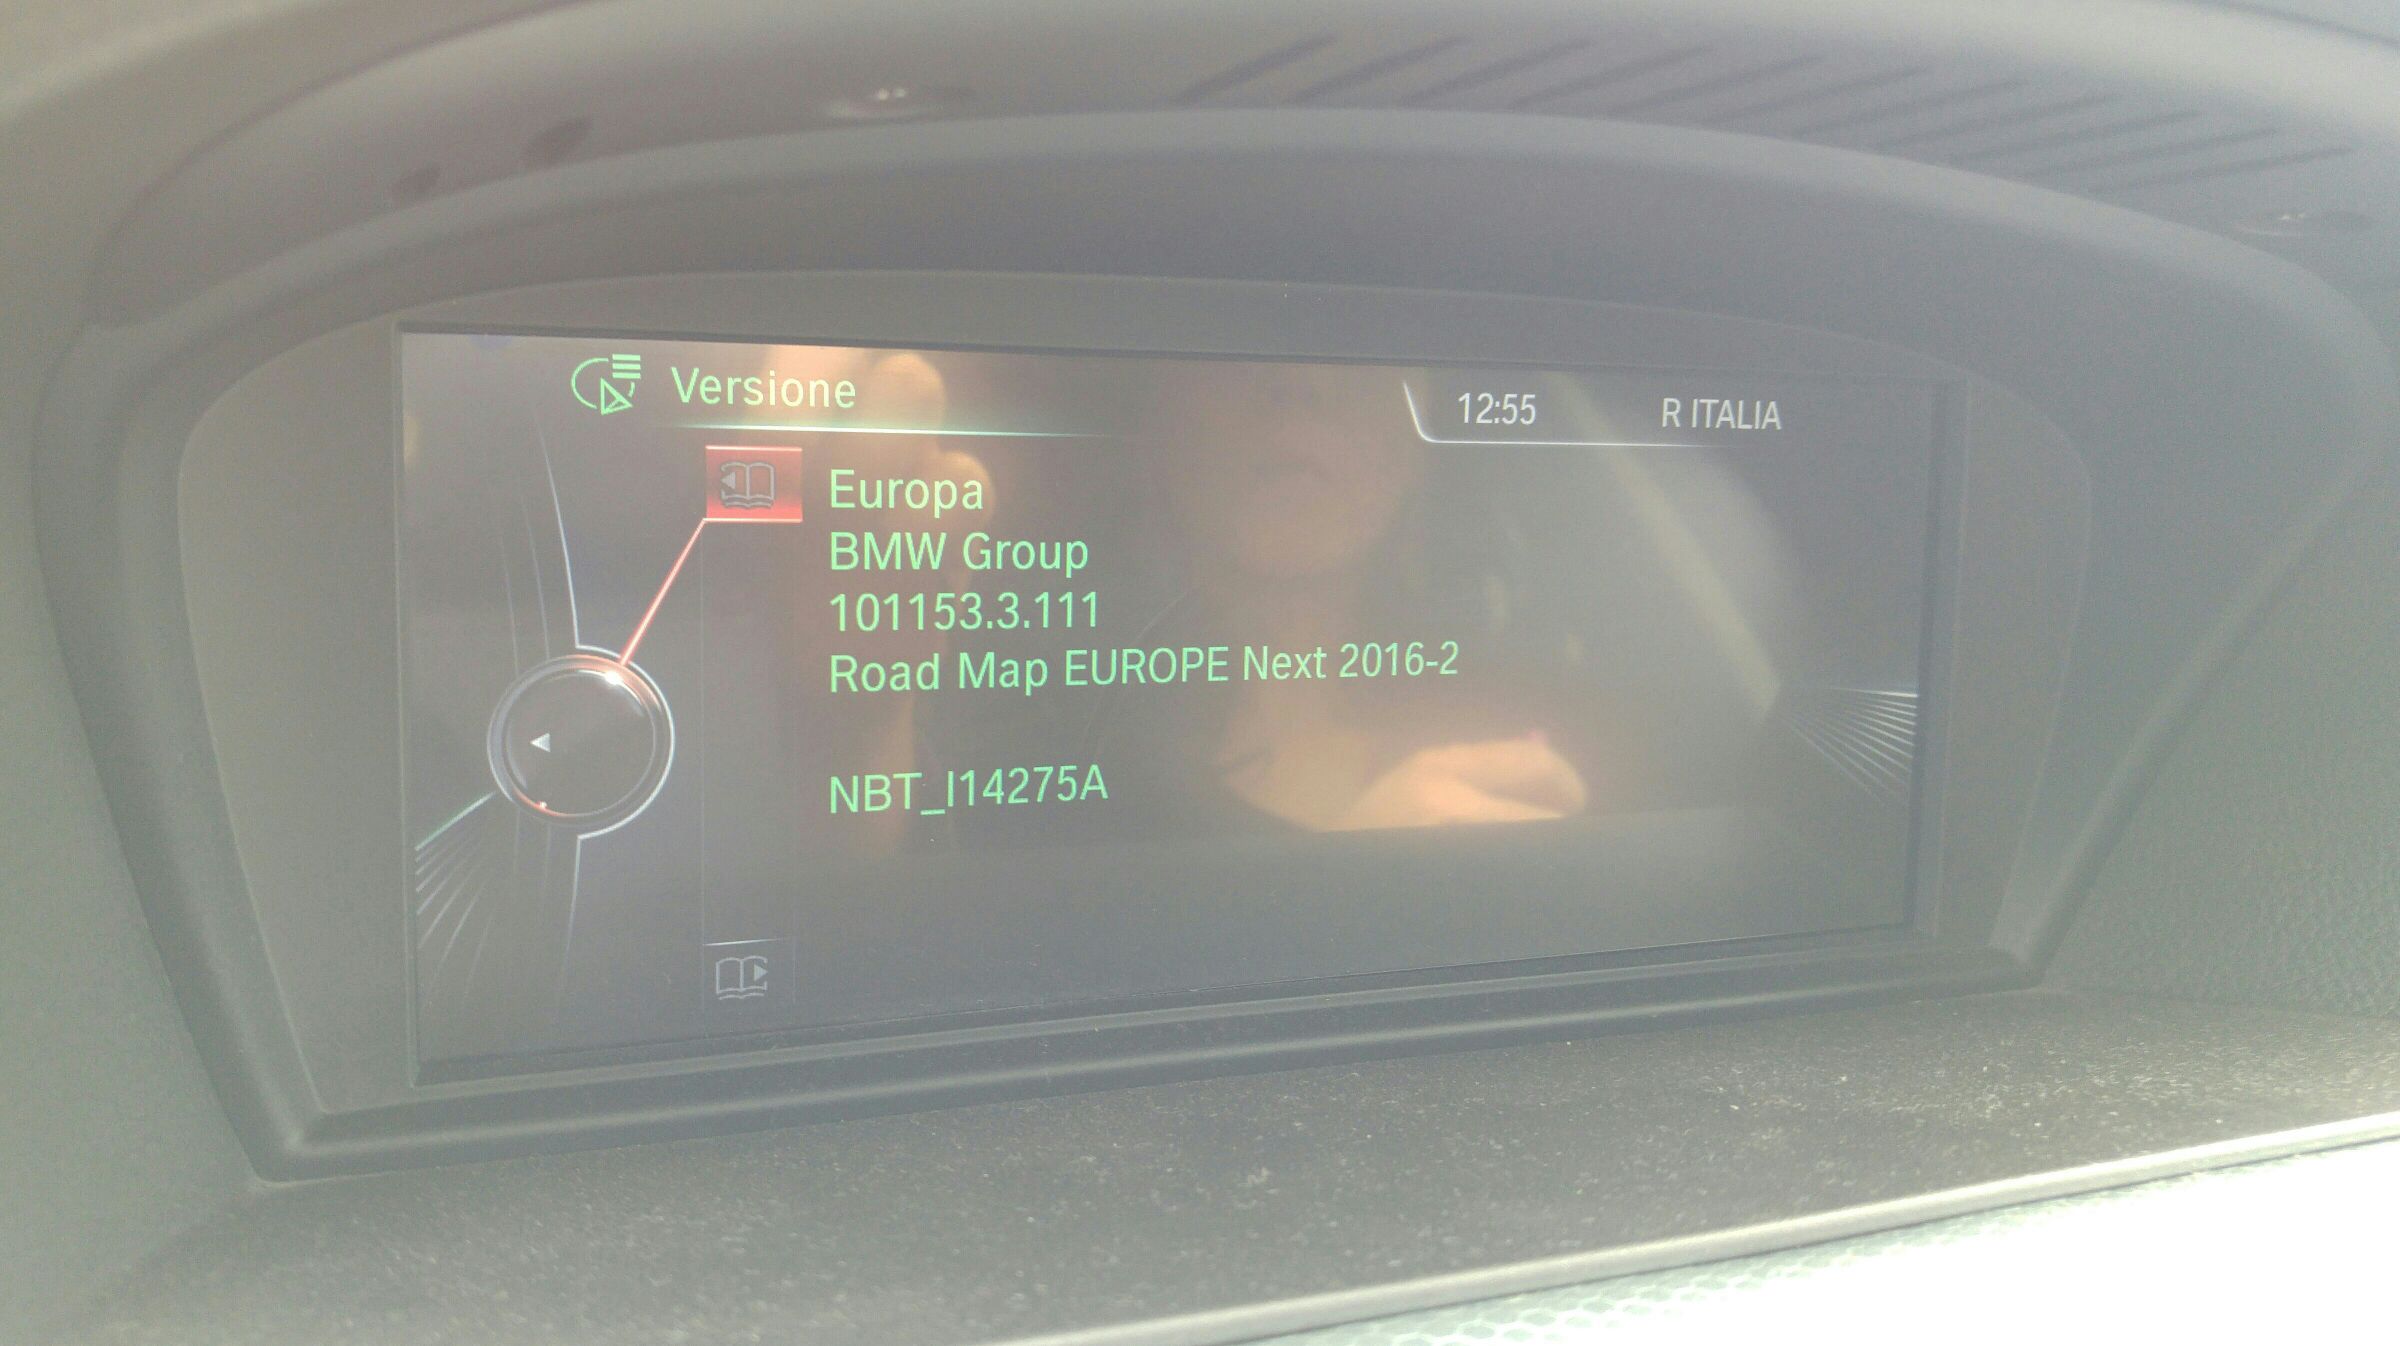 Versione
12:55
R ITALIA
Europa
BMW Group
101153.3.111
Road Map EUROPE Next 2016-2
NBT_I14275A